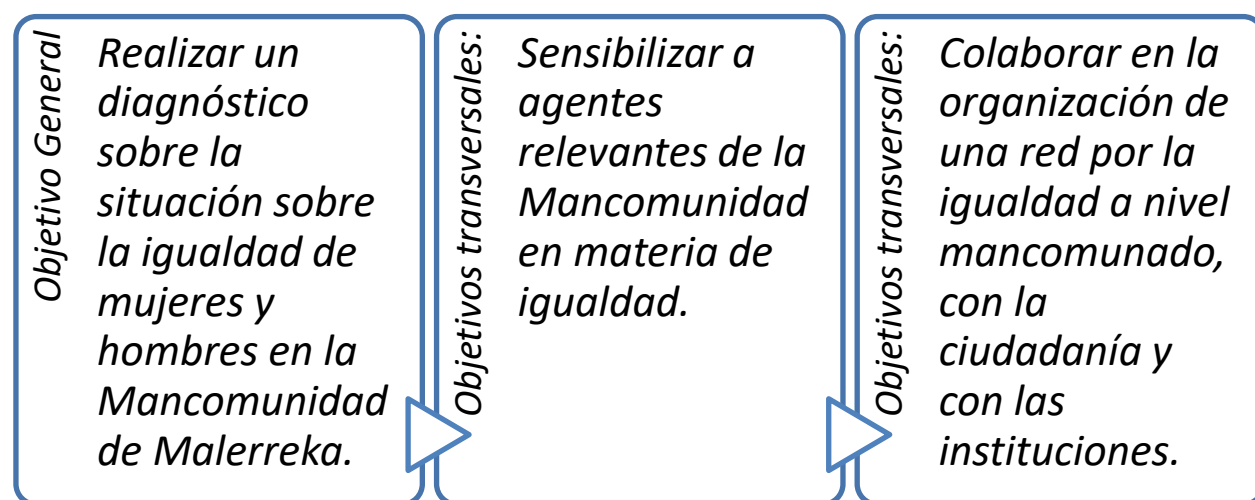 Objetivo General
Realizar un
diagnóstico
sobre la
situación sobre
la igualdad de
mujeres y
hombres en la
Mancomunidad
de Malerreka.
Objetivos transversales:
Sensibilizar a
agentes
relevantes de la
Mancomunidad
en materia de
igualdad.
Objetivos transversales:
Colaborar en la
organización de
una red por la
igualdad a nivel
mancomunado,
con la
ciudadanía y
con las
instituciones.